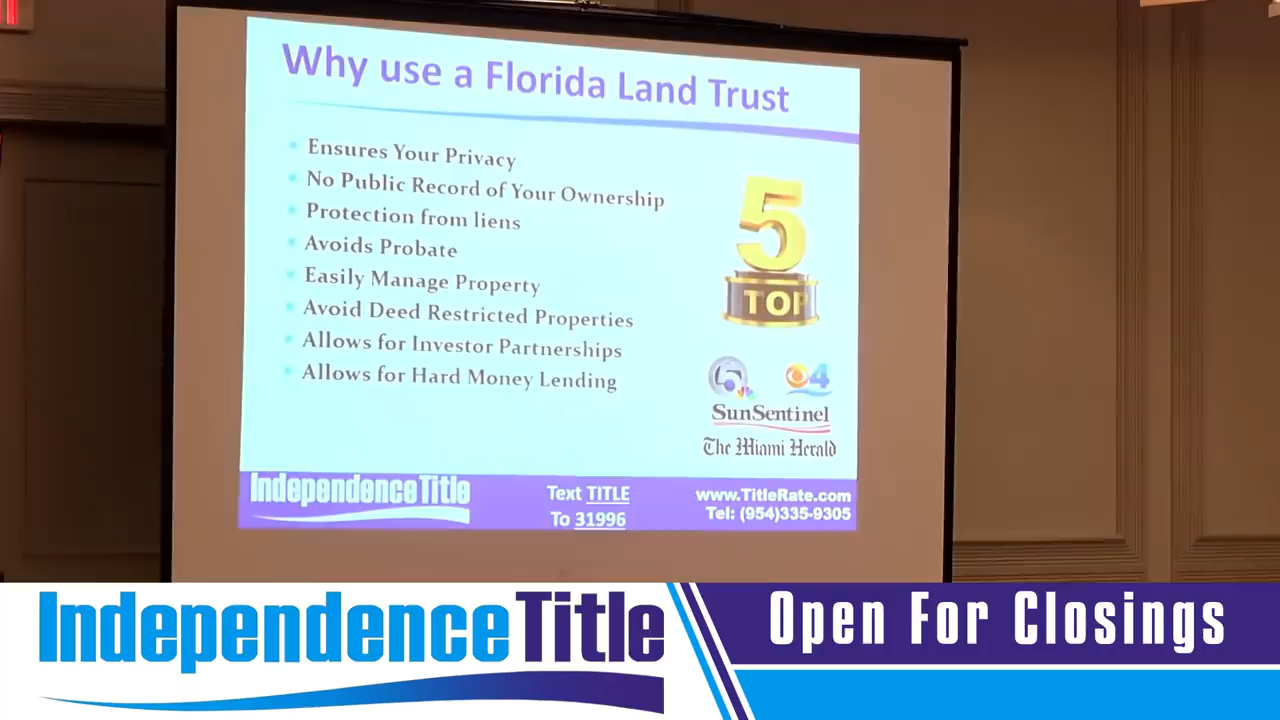 Why use a Florida Land Trust
Ensures Your Privacy
No Public Record of Your Ownership
Protection from liens
Avoids Probate
Easily Manage Property
Avoid Deed Restricted Properties
Allows for Investor Partnerships
Allows for Hard Money Lending
5
TOP
5
4
SunSentinel
The Miami Herald
IndependenceTitle
Text TITLE
To 31996
www.TitleRate.com
Tel: (954)335-9305
IndependenceTitle
Open For Closings